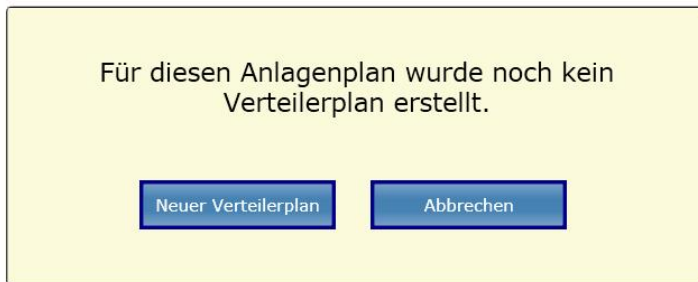 Für diesen Anlagenplan wurde noch kein
Verteilerplan erstellt.
Neuer Verteilerplan
Abbrechen